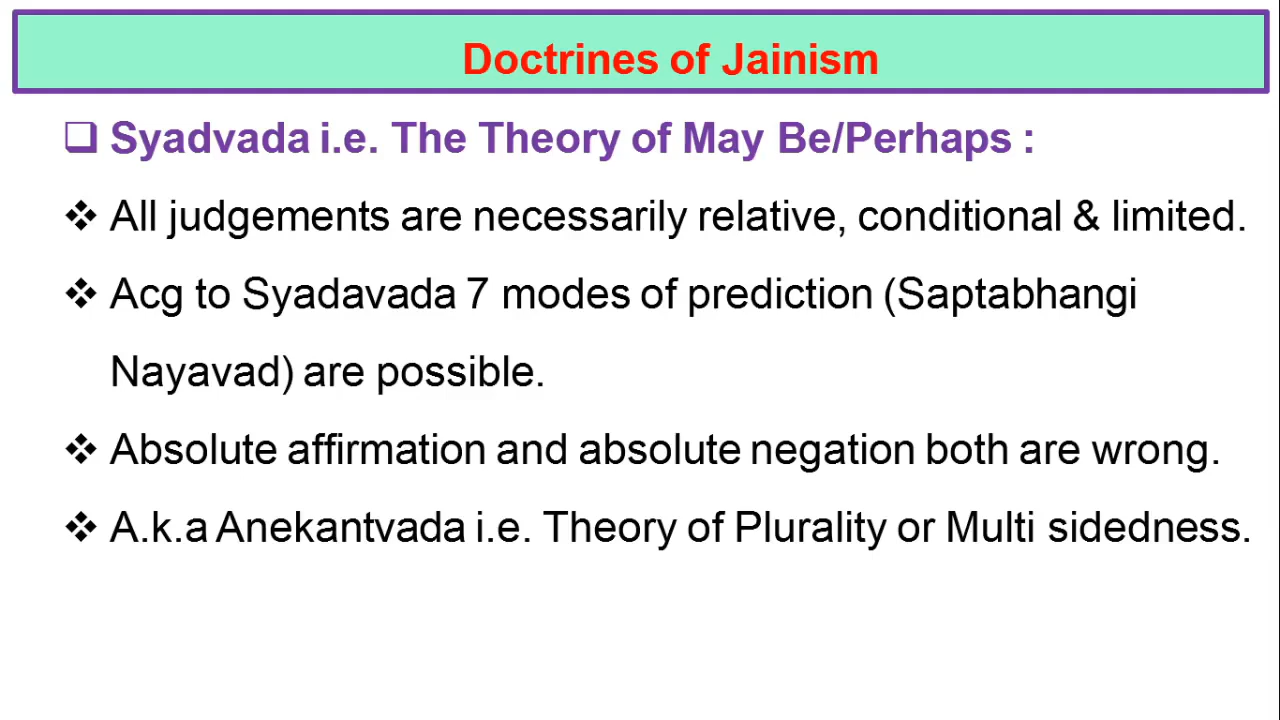 Doctrines of Jainism
Syadvada i.e. The Theory of May Be/Perhaps :
All judgements are necessarily relative, conditional & limited.
Acg to Syadavada 7 modes of prediction (Saptabhangi
Nayavad) are possible.
Absolute affirmation and absolute negation both are wrong.
A.k.a Anekantvada i.e. Theory of Plurality or Multi sidedness.